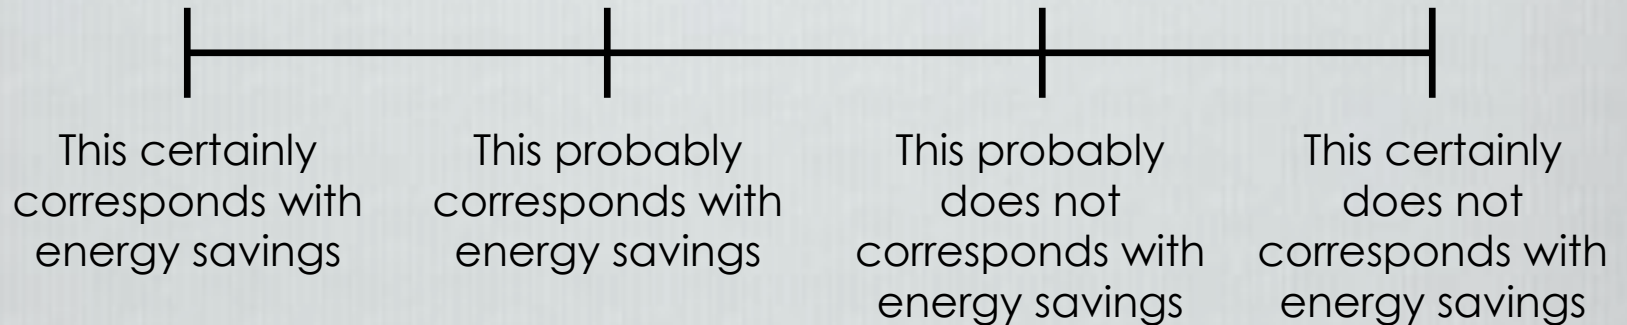 This certainly
corresponds with
energy savings
This probably
corresponds with
energy savings
This probably
does not
corresponds with
energy savings
This certainly
does not
corresponds with
energy savings